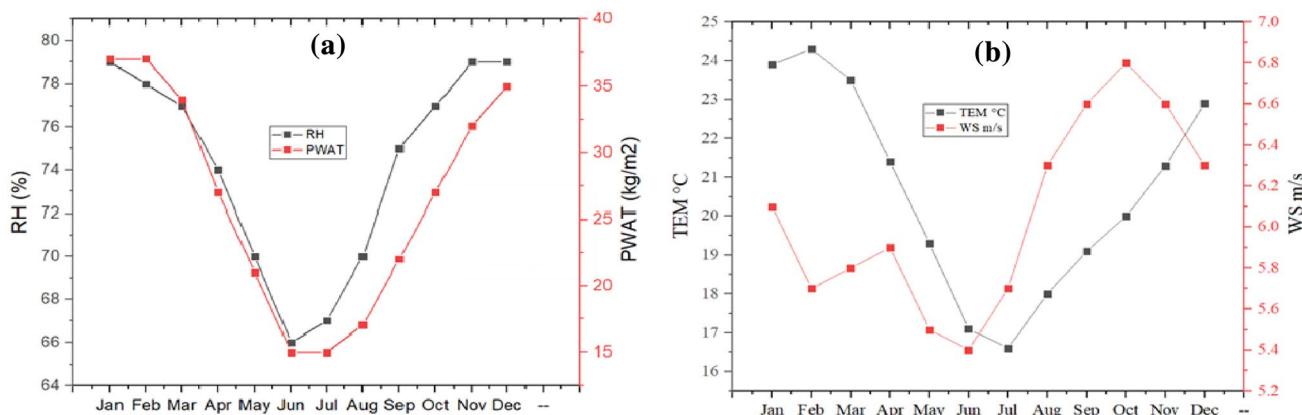 (a)
RH (%)
80
78
76
74
72
70
68
66
64
RH
PWAT
40
35
30
25
20
15
PWAT (kg/m2)
Jan Feb Mar Apr May Jun Jul Aug Sep Oct Nov Dec --
(b)
TEM °C
25
24
23
22
21
20
19
18
17
16
TEM °C
WS m/s
7.0
6.8
6.6
6.4
6.2
6.0
5.8
5.6
5.4
5.2
WS m/s
Jan Feb Mar Apr May Jun Jul Aug Sep Oct Nov Dec --